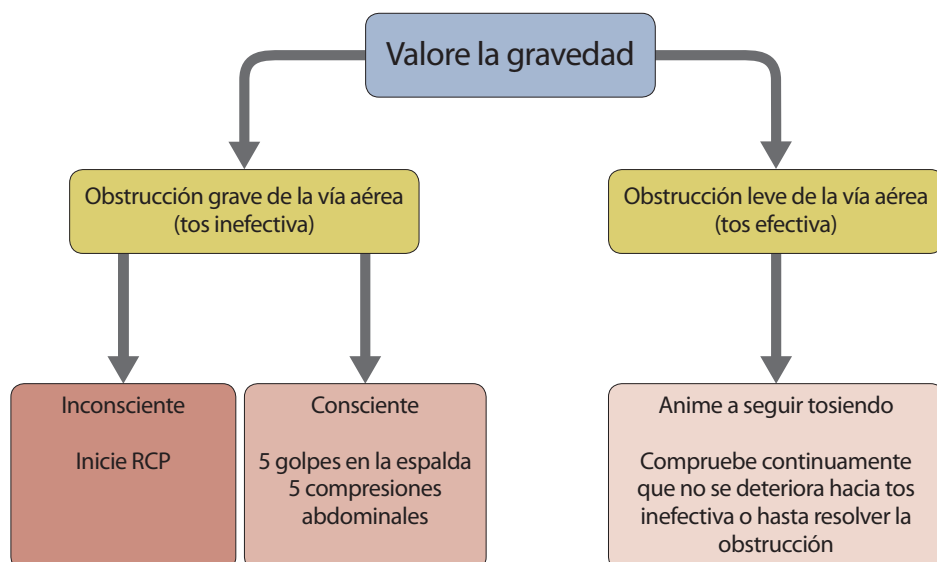 Valore la gravedad
Obstrucción grave de la vía aérea
(tos inefectiva)
Obstrucción leve de la vía aérea
(tos efectiva)
Inconsciente
Inicie RCP
Consciente
5 golpes en la espalda
5 compresiones
abdominales
Anime a seguir tosiendo
Compruebe continuamente
que no se deteriora hacia tos
inefectiva o hasta resolver la
obstrucción